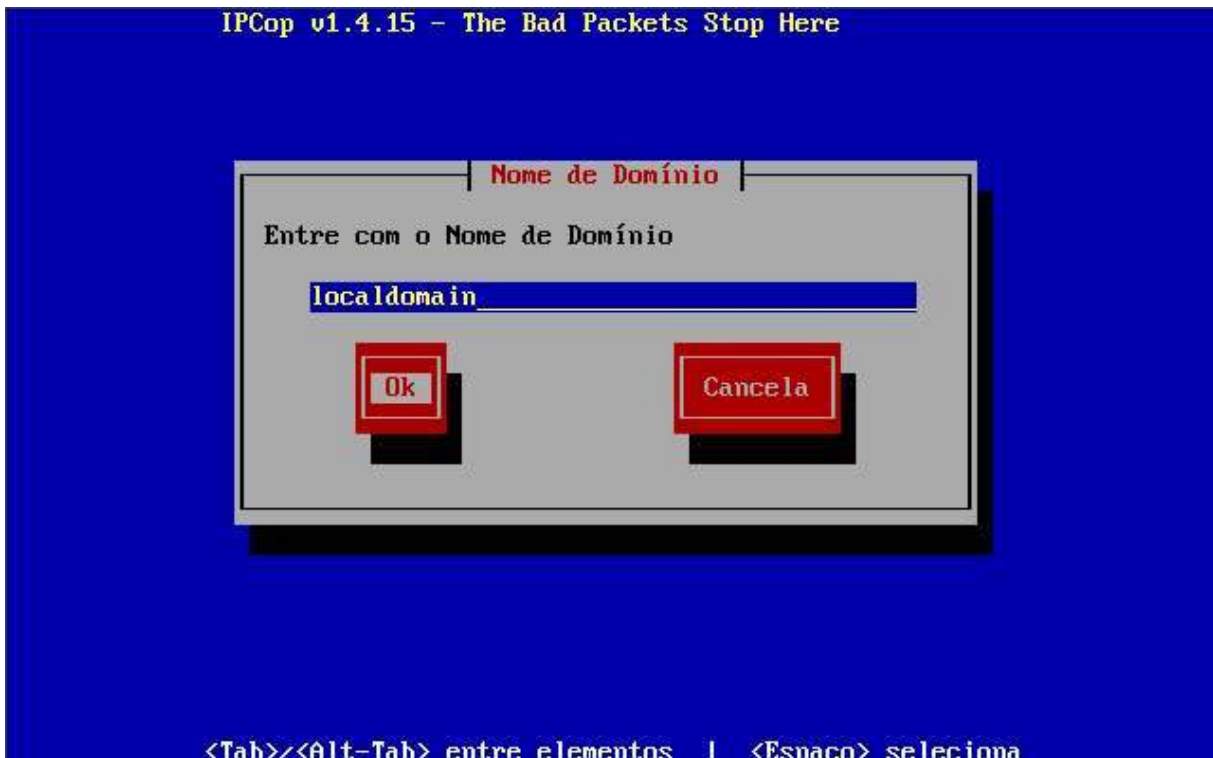 IPCop v1.4.15 - The Bad Packets Stop Here
Nome de Domínio
Entre com o Nome de Domínio
localdomain
Ok Cancela
<Tab>/<Alt-Tab> entre elementos | <Espaço> seleciona